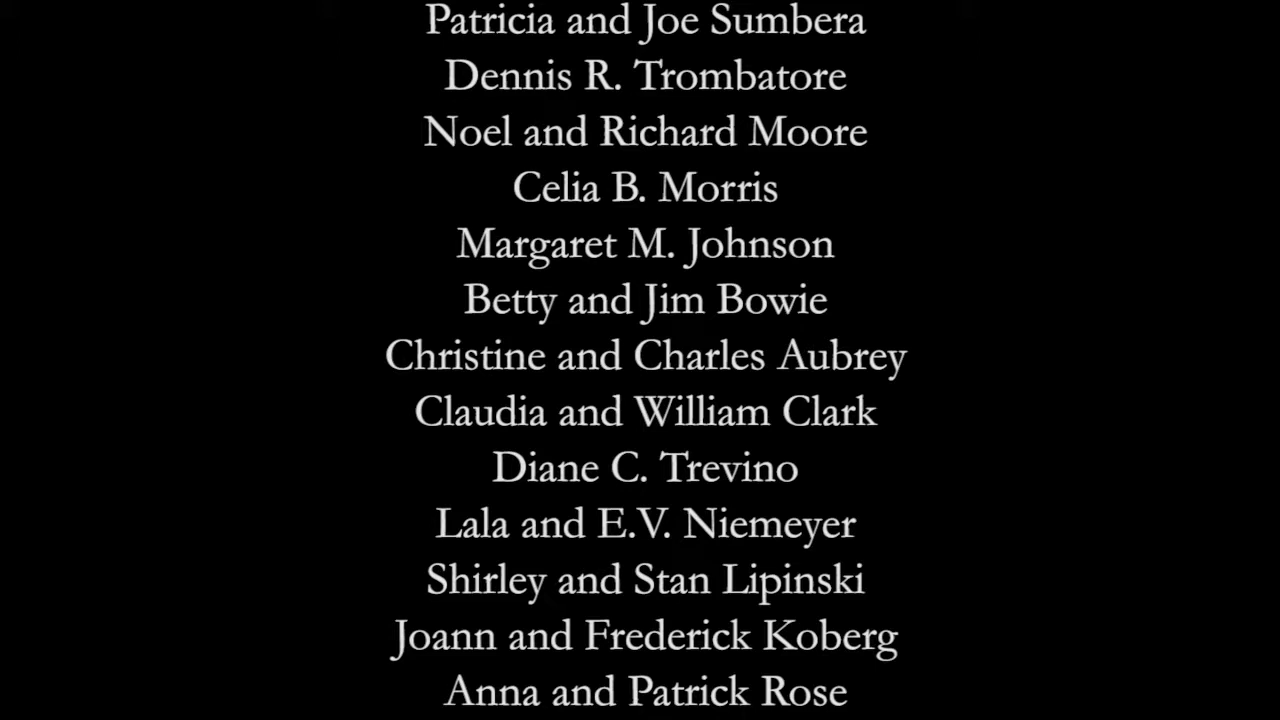 Patricia and Joe Sumbera
Dennis R. Trombatore
Noel and Richard Moore
Celia B. Morris
Margaret M. Johnson
Betty and Jim Bowie
Christine and Charles Aubrey
Claudia and William Clark
Diane C. Trevino
Lala and E.V. Niemeyer
Shirley and Stan Lipinski
Joann and Frederick Koberg
Anna and Patrick Rose